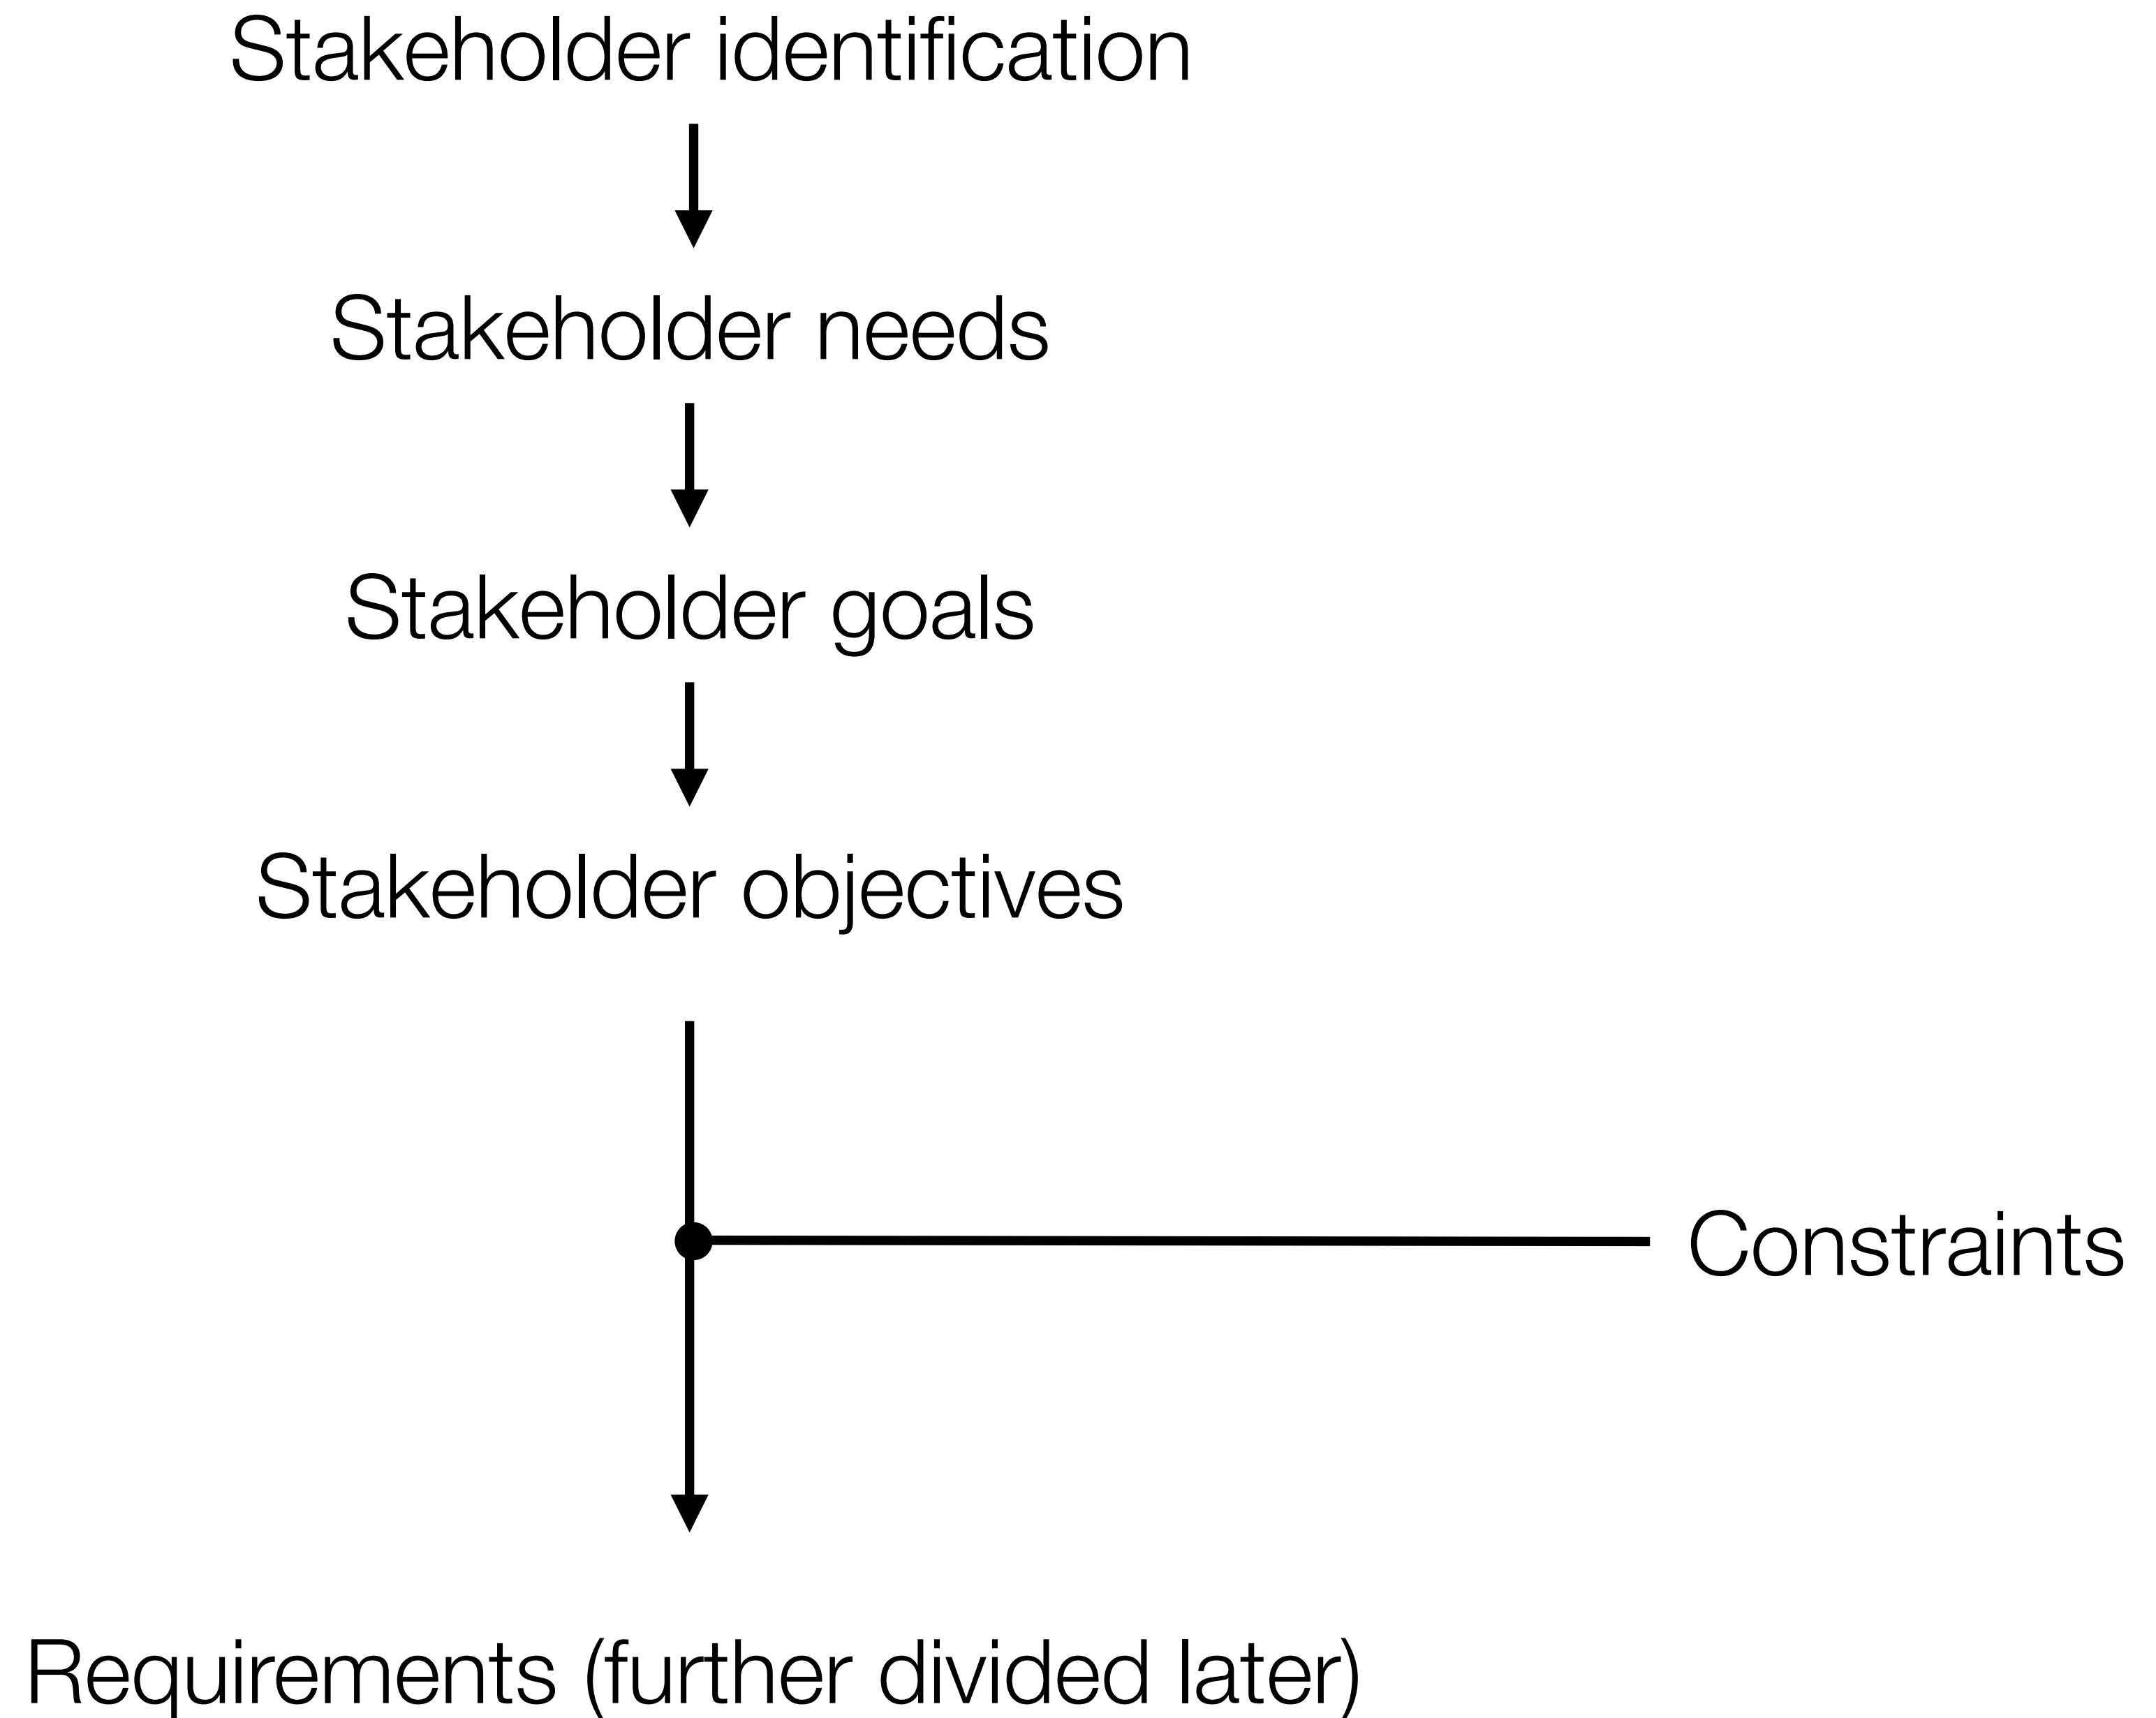 Stakeholder identification
Stakeholder needs
Stakeholder goals
Stakeholder objectives
Constraints
Requirements (further divided later)